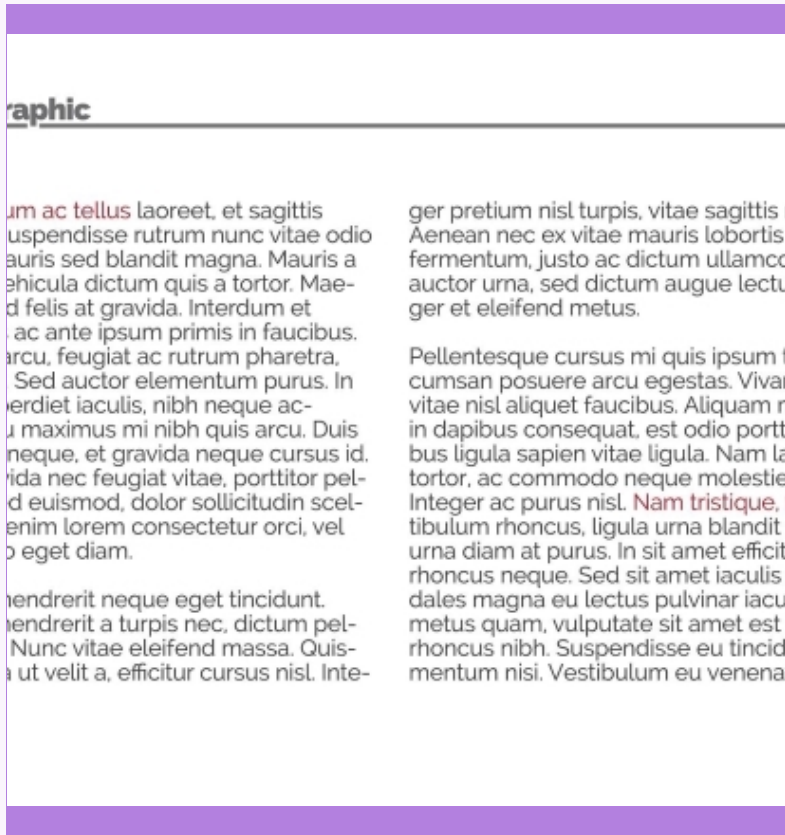 raphic
um ac tellus laoreet, et sagittis
uspendisse rutrum nunc vitae odio
auris sed blandit magna. Mauris a
ehicula dictum quis a tortor. Mae-
d felis at gravida. Interdum et
ac ante ipsum primis in faucibus.
arcu, feugiat ac rutrum pharetra,
Sed auctor elementum purus. In
erdiet iaculis, nibh neque ac-
maximus mi nibh quis arcu. Duis
neque, et gravida neque cursus id.
ida nec feugiat vitae, porttitor pel-
d euismod, dolor sollicitudin scel-
enim lorem consectetur orci, vel
eget diam.
hendrerit neque eget tincidunt.
hendrerit a turpis nec, dictum pel-
Nunc vitae eleifend massa. Quis-
ut velit a, efficitur cursus nisl. Inte-
ger pretium nisl turpis, vitae sagittis
Aenean nec ex vitae mauris lobortis
fermentum, justo ac dictum ullamco
auctor urna, sed dictum augue lectu
ger et eleifend metus.
Pellentesque cursus mi quis ipsum
cumsan posuere arcu egestas. Viva
vitae nisl aliquet faucibus. Aliquam
in dapibus consequat, est odio portt
bus ligula sapien vitae ligula. Nam la
tortor, ac commodo neque molestie
Integer ac purus nisl. Nam tristique,
tibulum rhoncus, ligula urna blandit
urna diam at purus. In sit amet efficit
rhoncus neque. Sed sit amet iaculis
dales magna eu lectus pulvinar iacu
metus quam, vulputate sit amet est
rhoncus nibh. Suspendisse eu tincid
mentum nisi. Vestibulum eu venena